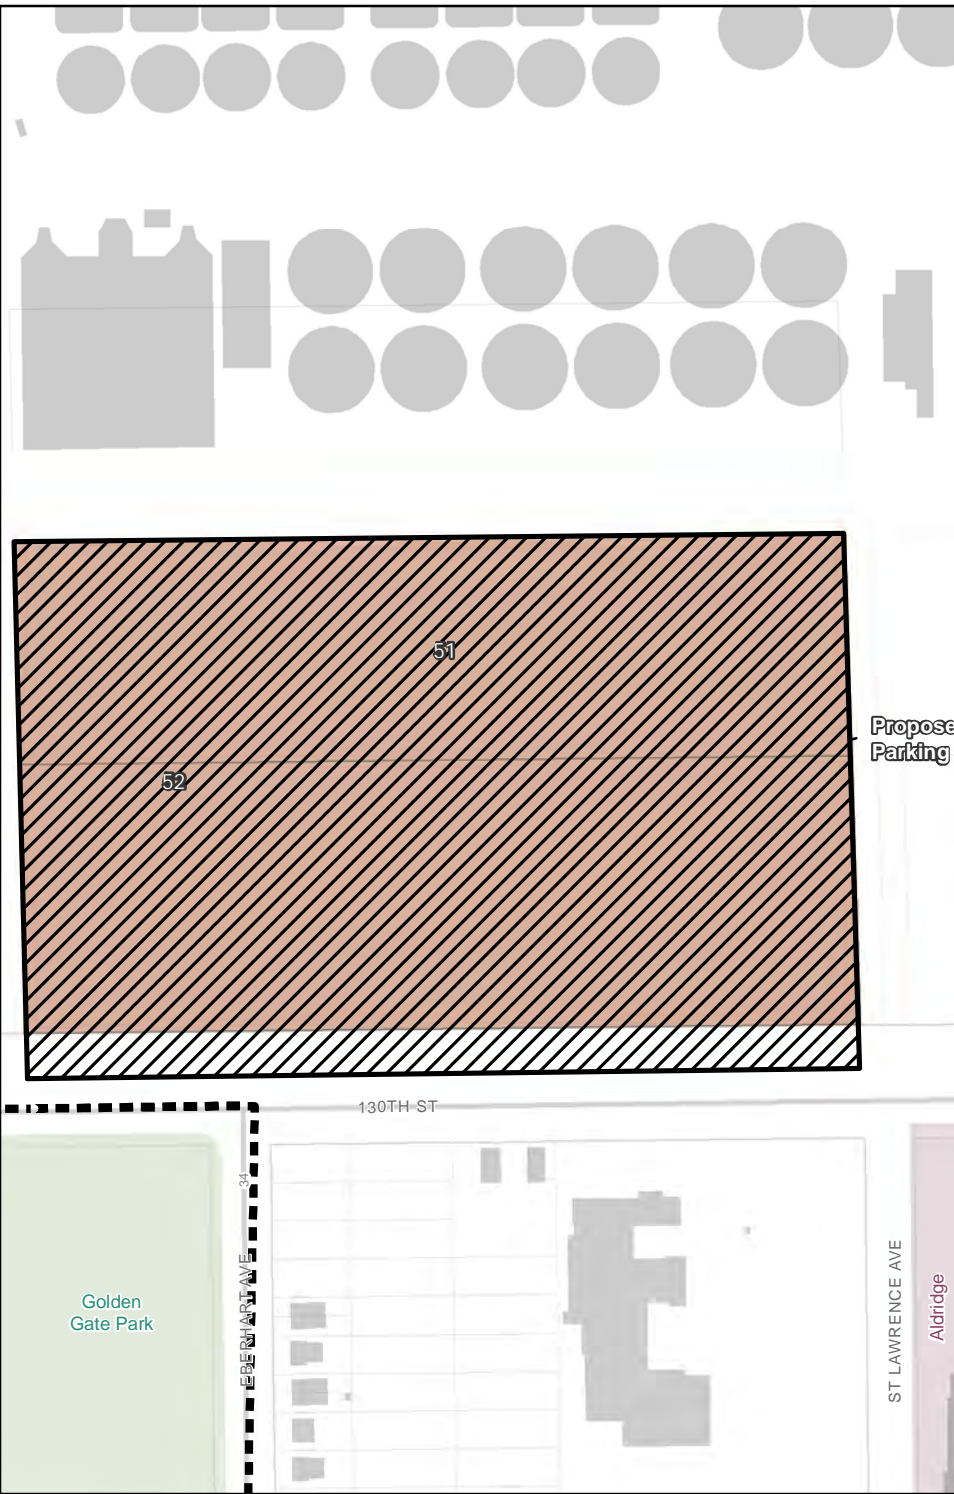 51
Propose
Parking
52
130TH ST
34
EBERHART AVE
Golden
Gate Park
ST LAWRENCE AVE
Aldridge